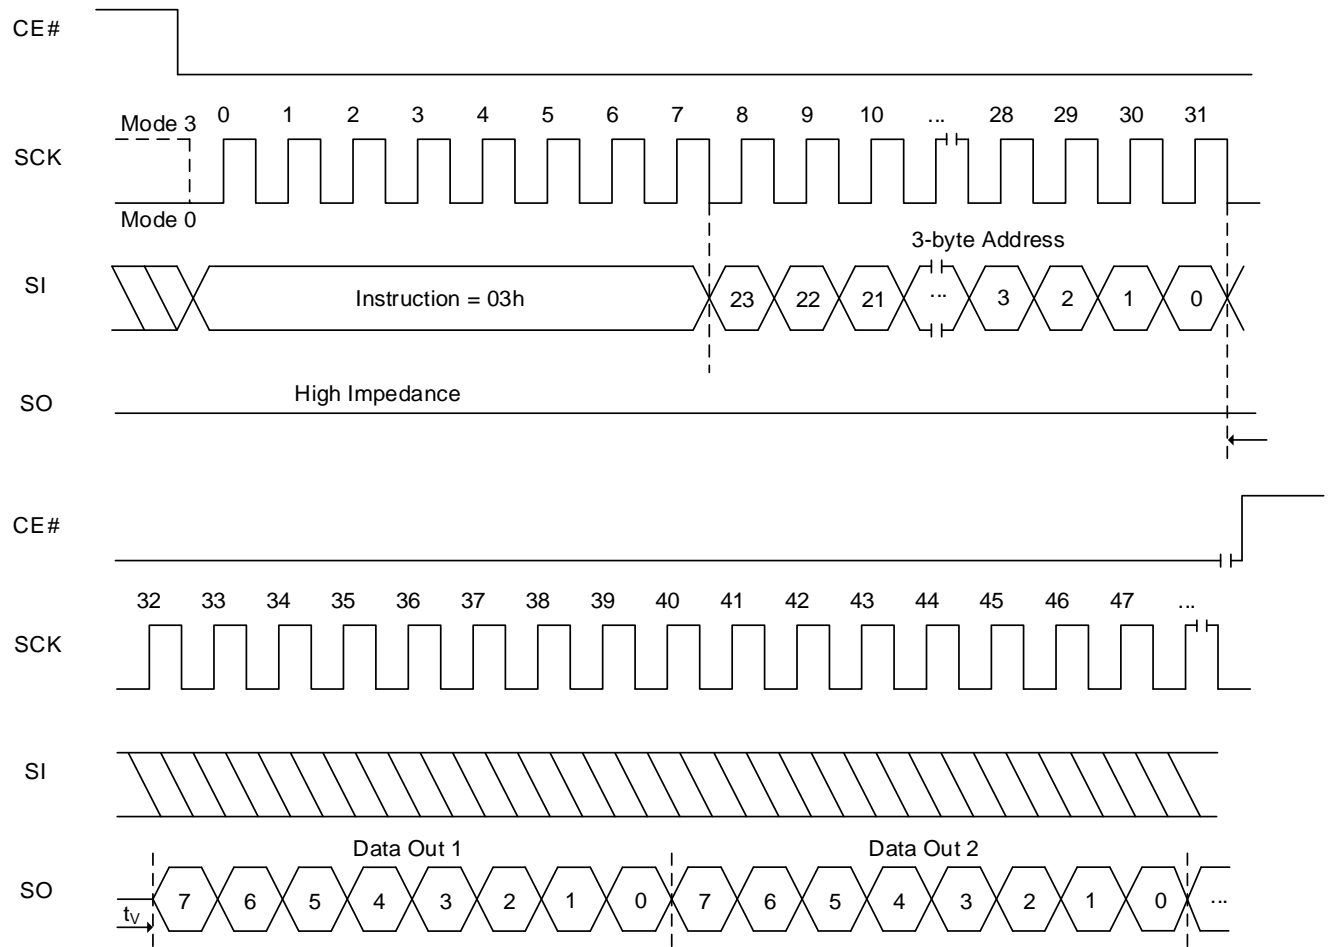 CE#
0 1 2 3 4 5 6 7 8 9 10 ... 28 29 30 31
Mode 3
SCK
Mode 0
3-byte Address
SI Instruction = 03h 23 22 21 ... 3 2 1 0
High Impedance
SO
CE#
32 33 34 35 36 37 38 39 40 41 42 43 44 45 46 47 ...
SCK
SI
Data Out 1 Data Out 2
SO 7 6 5 4 3 2 1 0 7 6 5 4 3 2 1 0 ...
tV